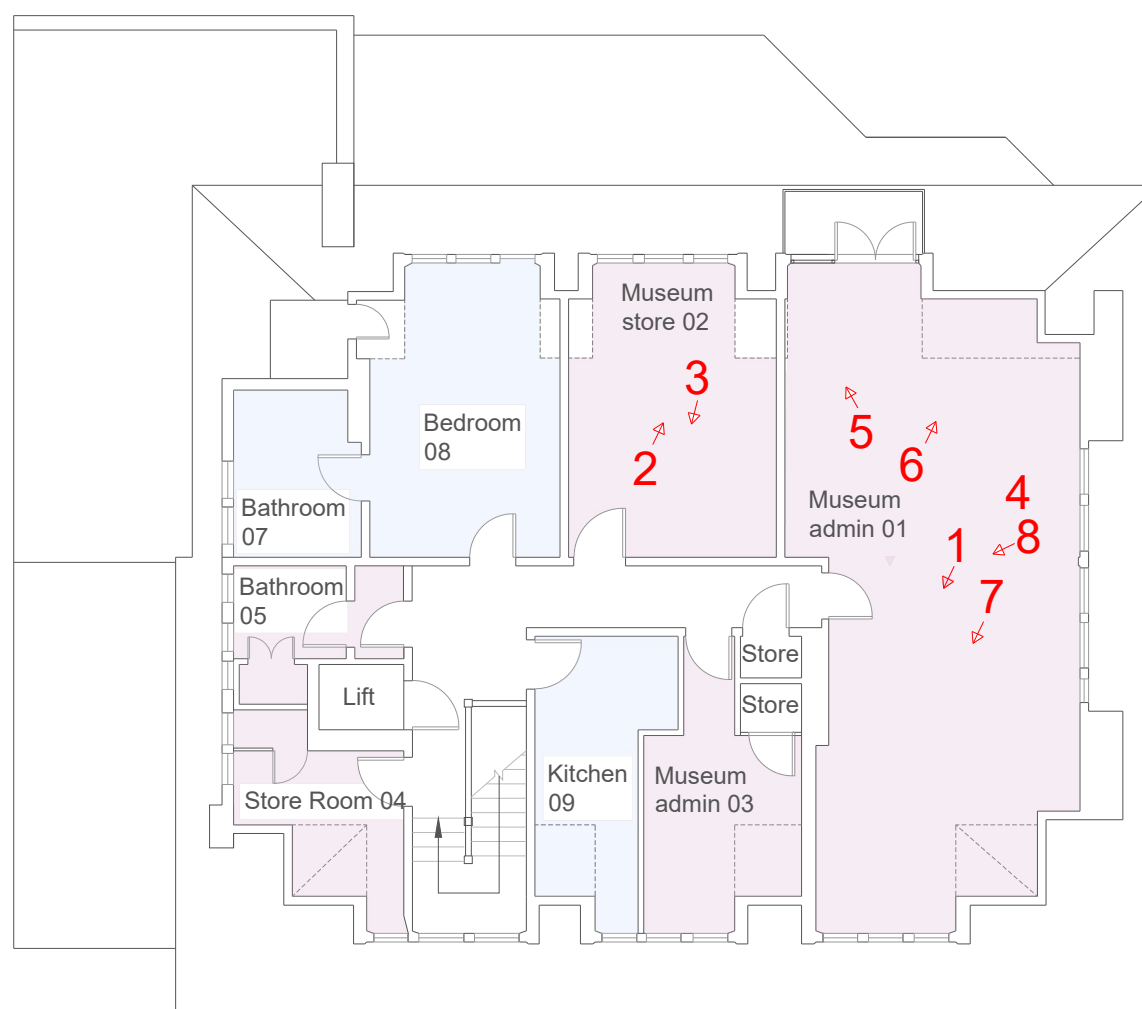 Museum
store 02
3
2
Bedroom
08
5
6
Museum
admin 01
4
8
1
7
Bathroom
07
Bathroom
05
Lift
Store
Store
Store Room 04
Kitchen
09
Museum
admin 03